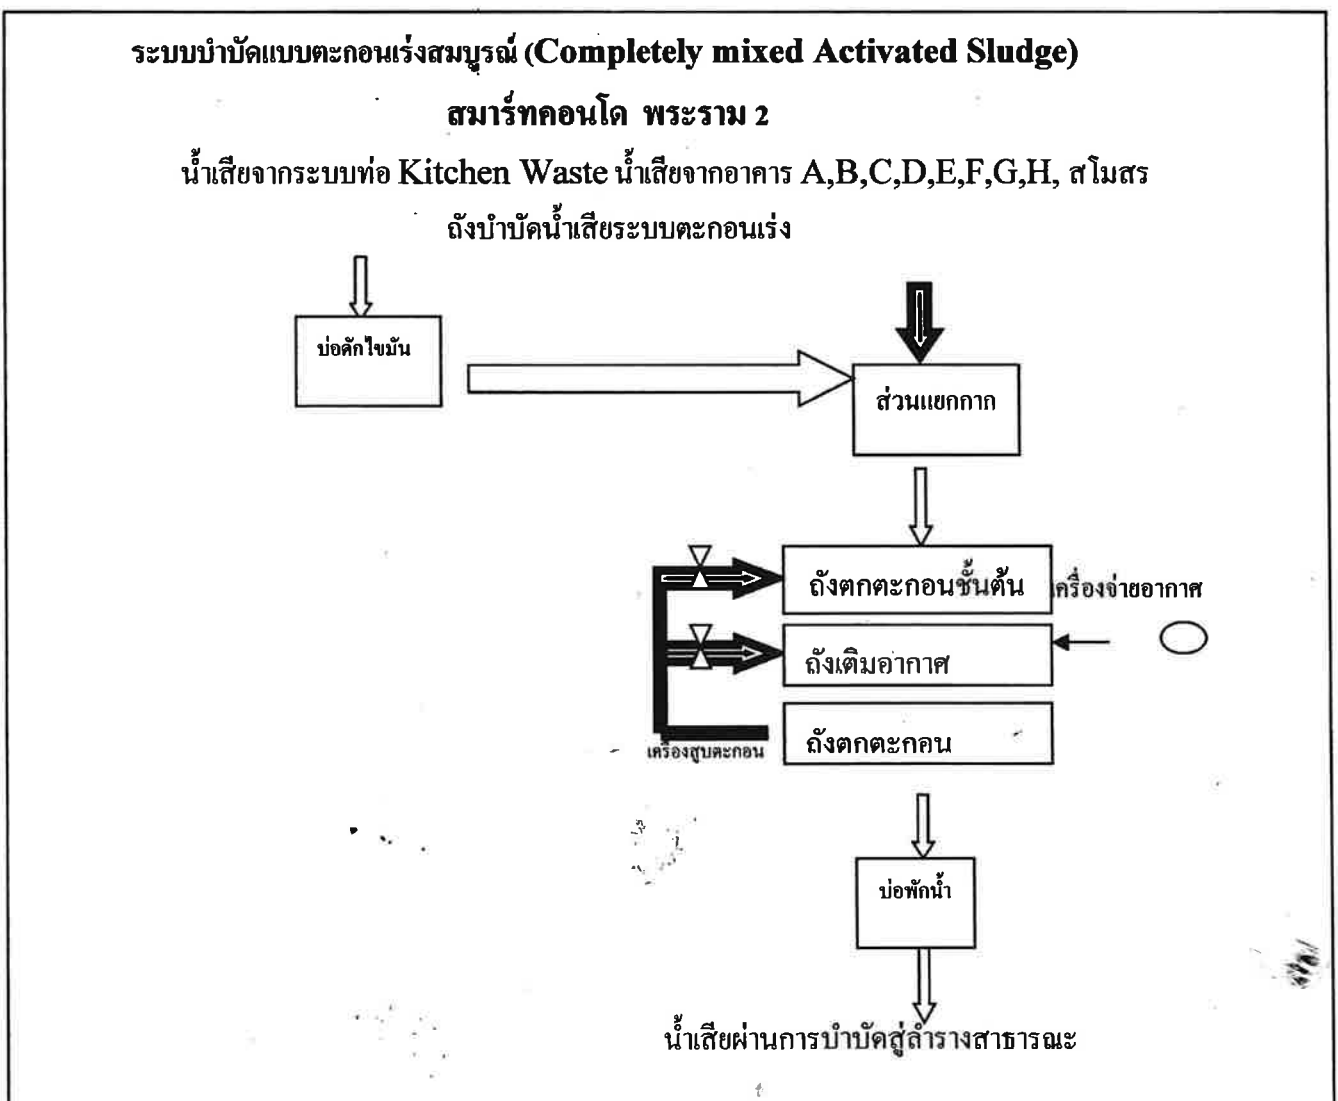 ระบบบำบัดแบบตะกอนเร่งสมบูรณ์ (Completely mixed Activated Sludge)
สมาร์ทคอนโด พระราม 2
น้ำเสียจากระบบท่อ Kitchen Waste น้ำเสียจากอาคาร A,B,C,D,E,F,G,H, สโมสร
ถังบำบัดน้ำเสียระบบตะกอนเร่ง
บ่อดักไขมัน
ส่วนแยกกาก
ถังตกตะกอนชั้นต้น
เครื่องจ่ายอากาศ
ถังเติมอากาศ
ถังตกตะกอน
เครื่องสูบตะกอน
บ่อพักน้ำ
น้ำเสียผ่านการบำบัดสู่ลำรางสาธารณะ